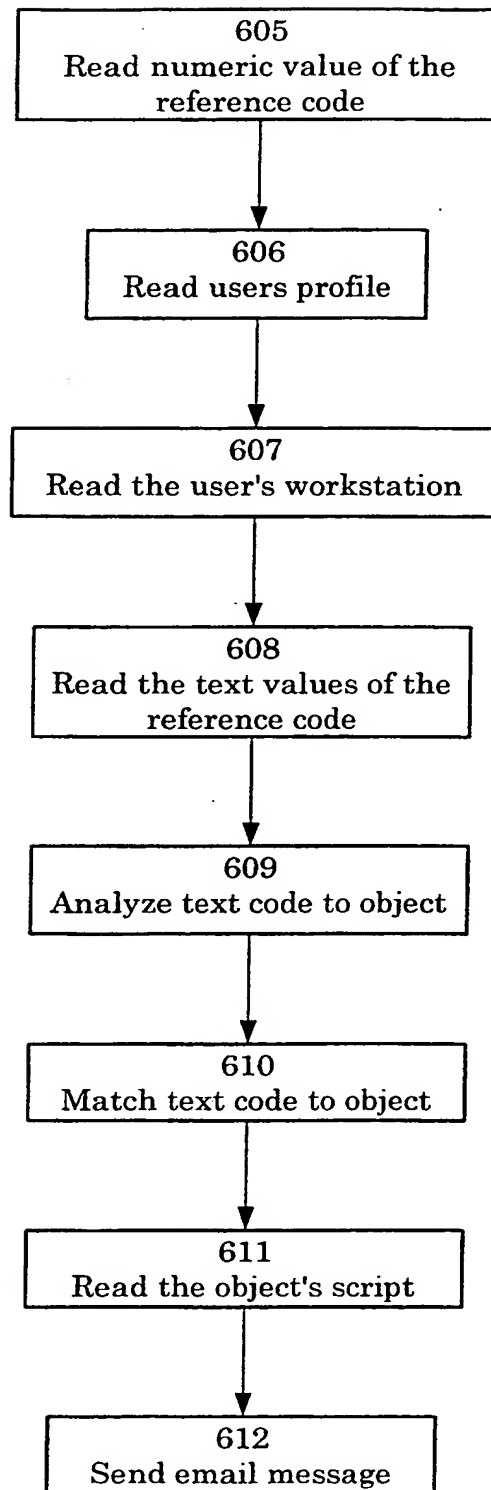 605
Read numeric value of the
reference code
606
Read users profile
607
Read the user's workstation
608
Read the text values of the
reference code
609
Analyze text code to object
610
Match text code to object
611
Read the object's script
612
Send email message